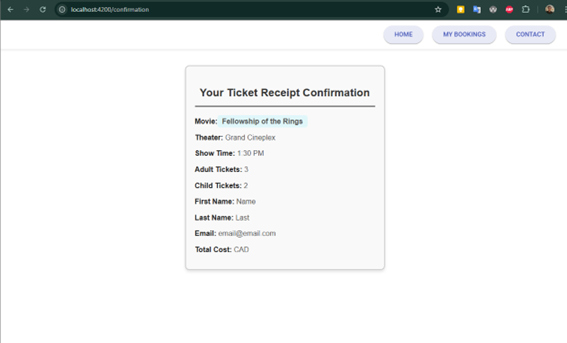 localhost:4200/confirmation
HOME MY BOOKINGS CONTACT
Your Ticket Receipt Confirmation
Movie: Fellowship of the Rings
Theater: Grand Cineplex
Show Time: 1:30 PM
Adult Tickets: 3
Child Tickets: 2
First Name: Name
Last Name: Last
Email: email@email.com
Total Cost: CAD